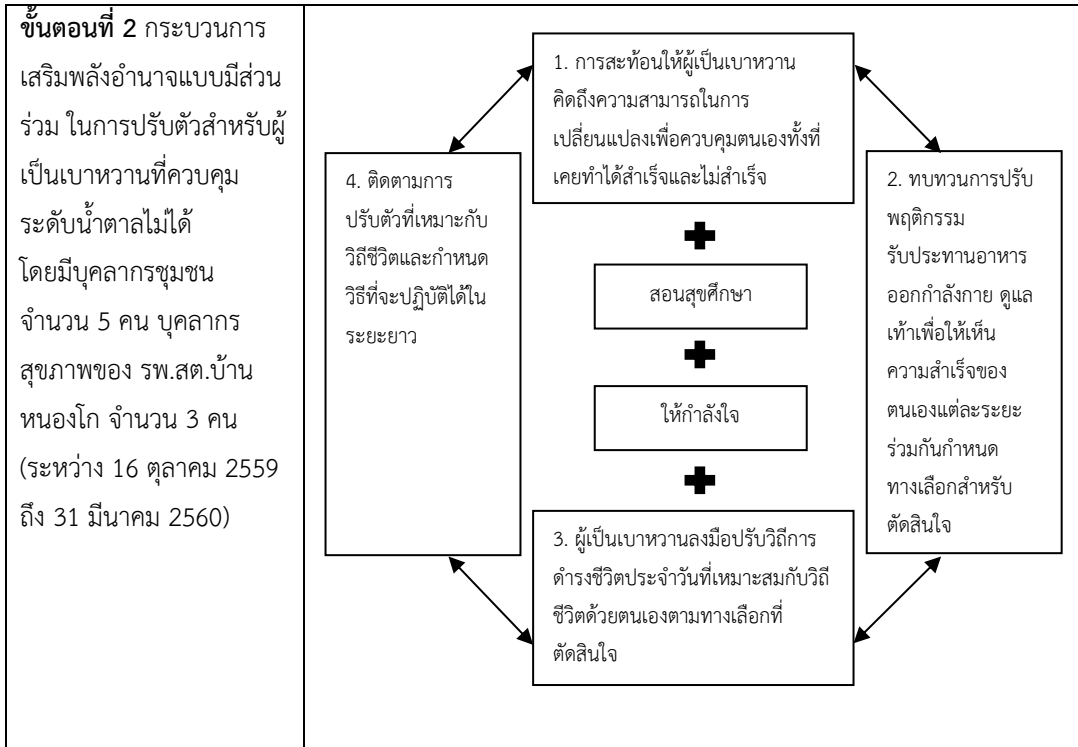 ขั้นตอนที่ 2 กระบวนการ
เสริมพลังอำนาจแบบมีส่วน
ร่วม ในการปรับตัวสำหรับผู้
เป็นเบาหวานที่ควบคุม
ระดับน้ำตาลไม่ได้
โดยมีบุคลากรชุมชน
จำนวน 5 คน บุคลากร
สุขภาพของ รพ.สต.บ้าน
หนองโก จำนวน 3 คน
(ระหว่าง 16 ตุลาคม 2559
ถึง 31 มีนาคม 2560)
1. การสะท้อนให้ผู้เป็นเบาหวาน
คิดถึงความสามารถในการ
เปลี่ยนแปลงเพื่อควบคุมตนเองทั้งที่
เคยทำได้สำเร็จและไม่สำเร็จ
2. ทบทวนการปรับ
พฤติกรรม
รับประทานอาหาร
ออกกำลังกาย ดูแล
เท้าเพื่อให้เห็น
ความสำเร็จของ
ตนเองแต่ละระยะ
ร่วมกันกำหนด
ทางเลือกสำหรับ
ตัดสินใจ
สอนสุขศึกษา
ให้กำลังใจ
3. ผู้เป็นเบาหวานลงมือปรับวิถีการ
ดำรงชีวิตประจำวันที่เหมาะสมกับวิถี
ชีวิตด้วยตนเองตามทางเลือกที่
ตัดสินใจ
4. ติดตามการ
ปรับตัวที่เหมาะกับ
วิถีชีวิตและกำหนด
วิธีที่จะปฏิบัติได้ใน
ระยะยาว